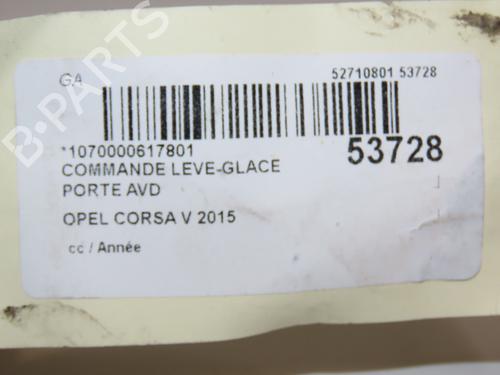 GA
52710801 53728
*1070000617801
53728
COMMANDE LEVE-GLACE
PORTE AVD
OPEL CORSA V 2015
cc / Année
B-PARTS